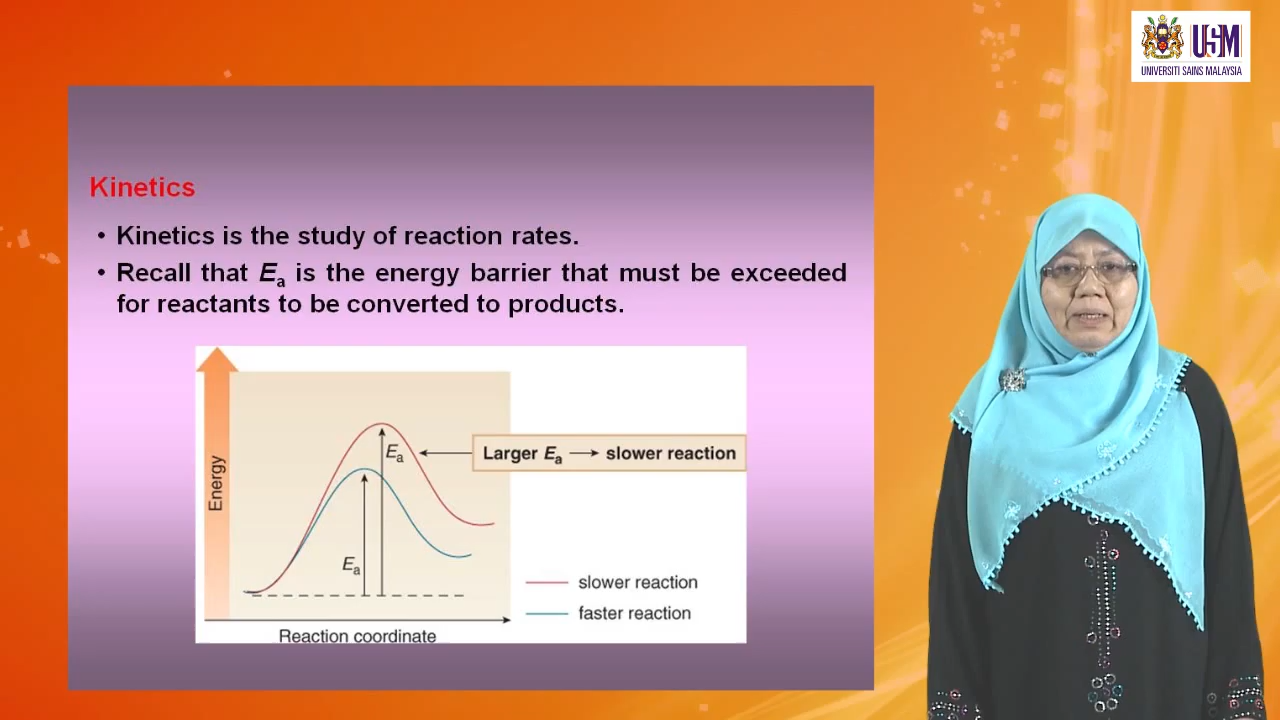 USM
UNIVERSITI SAINS MALAYSIA
Kinetics
• Kinetics is the study of reaction rates.
• Recall that Ea is the energy barrier that must be exceeded
for reactants to be converted to products.
Energy
Ea
Larger Ea → slower reaction
Ea
slower reaction
faster reaction
Reaction coordinate